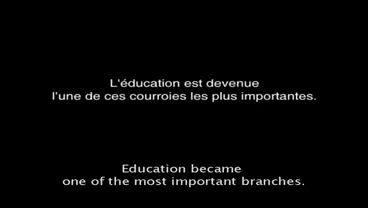 L'éducation est devenue
l'une de ces courroies les plus importantes.
Education became
one of the most important branches.